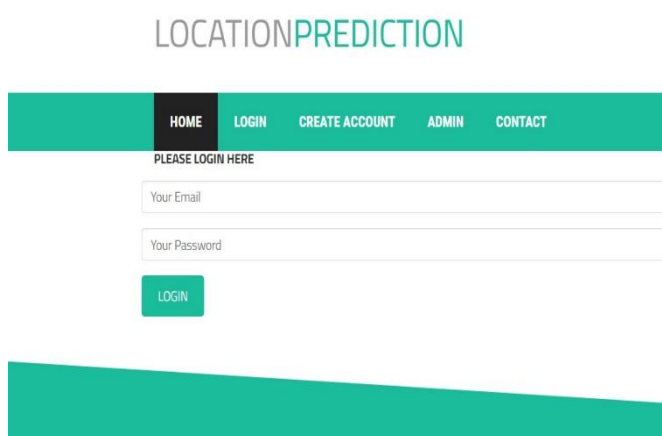 LOCATIONPREDICTION
HOME LOGIN CREATE ACCOUNT ADMIN CONTACT
PLEASE LOGIN HERE
Your Email
Your Password
LOGIN